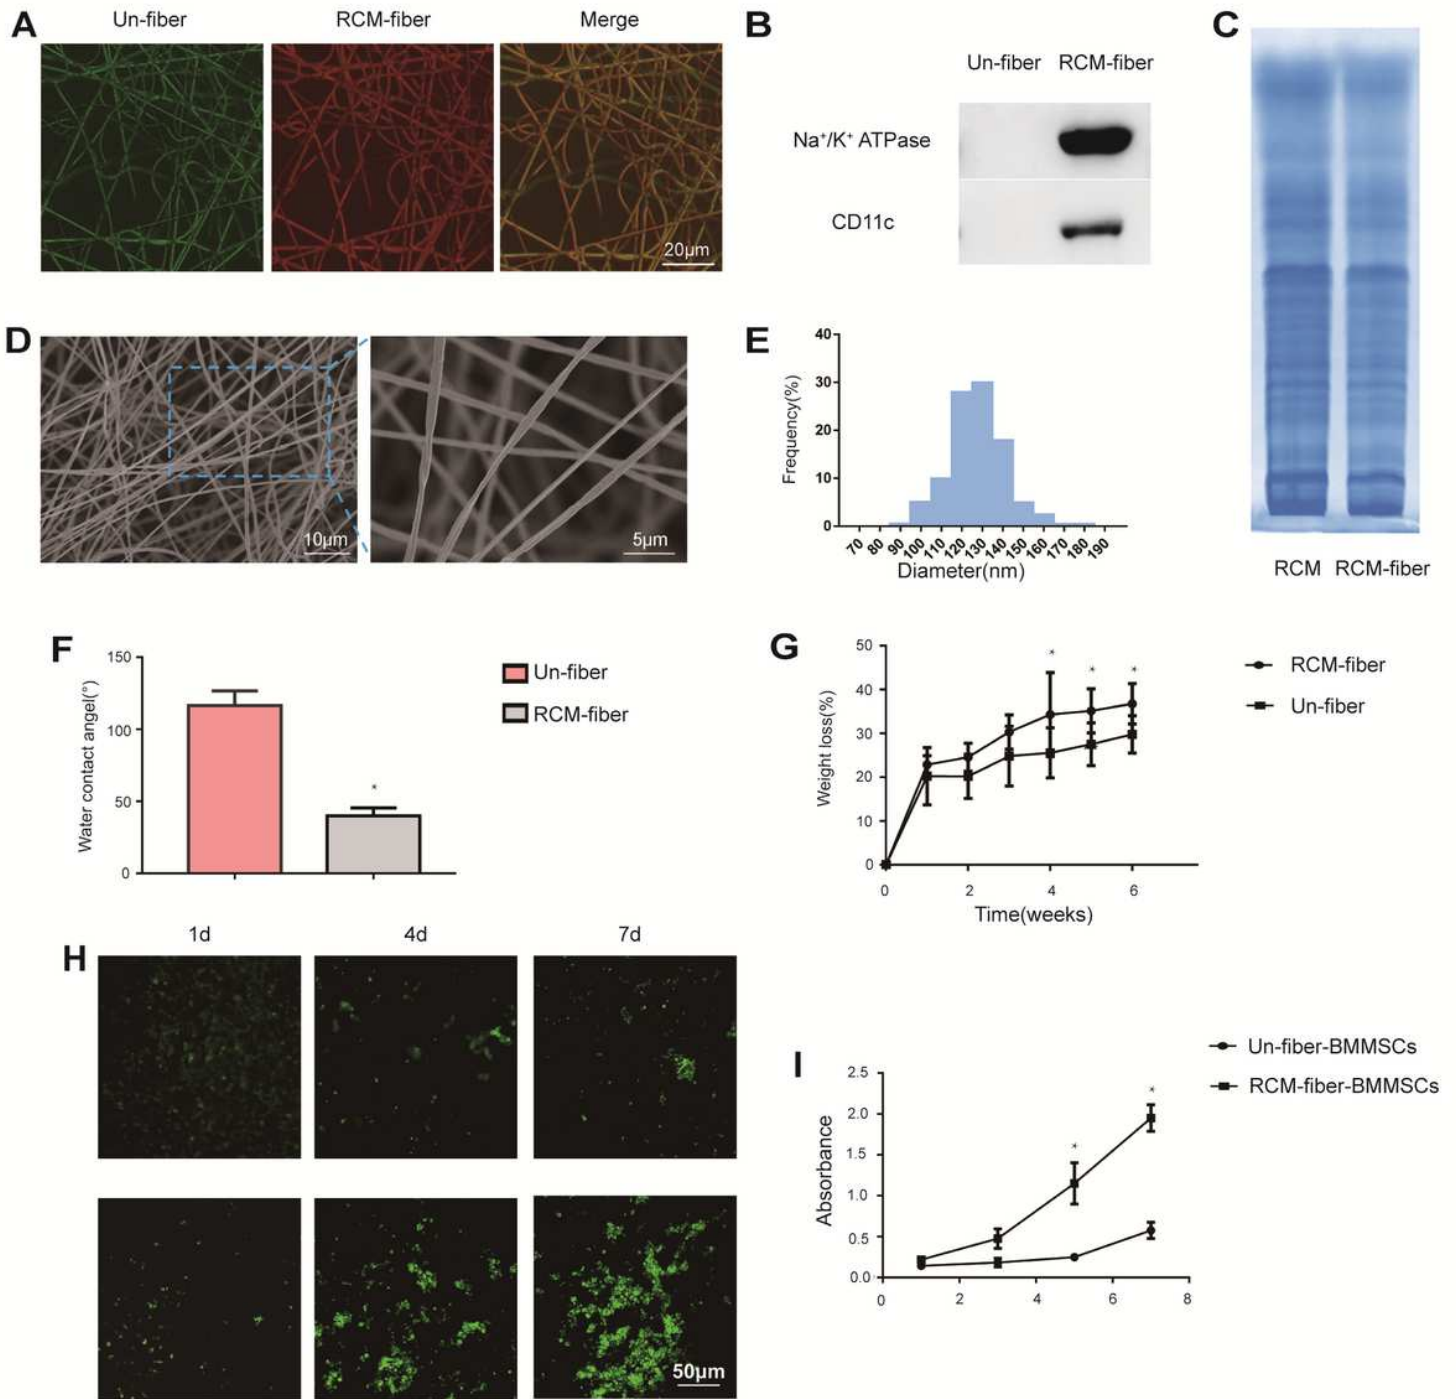 A
Un-fiber
RCM-fiber
Merge
20µm
B
Un-fiber RCM-fiber
Na⁺/K⁺ ATPase
CD11c
C
RCM RCM-fiber
D
10µm
5µm
E
Frequency(%)
40
30
20
10
0
70 80 90 100 110 120 130 140 150 160 170 180 190
Diameter(nm)
F
Water contact angel(°)
150
100
50
0
*
Un-fiber
RCM-fiber
G
Weight loss(%)
50
40
30
20
10
0
* * *
0 2 4 6
Time(weeks)
RCM-fiber
Un-fiber
H
1d 4d 7d
50µm
I
Absorbance
2.5
2.0
1.5
1.0
0.5
0.0
* *
0 2 4 6 8
Un-fiber-BMMSCs
RCM-fiber-BMMSCs